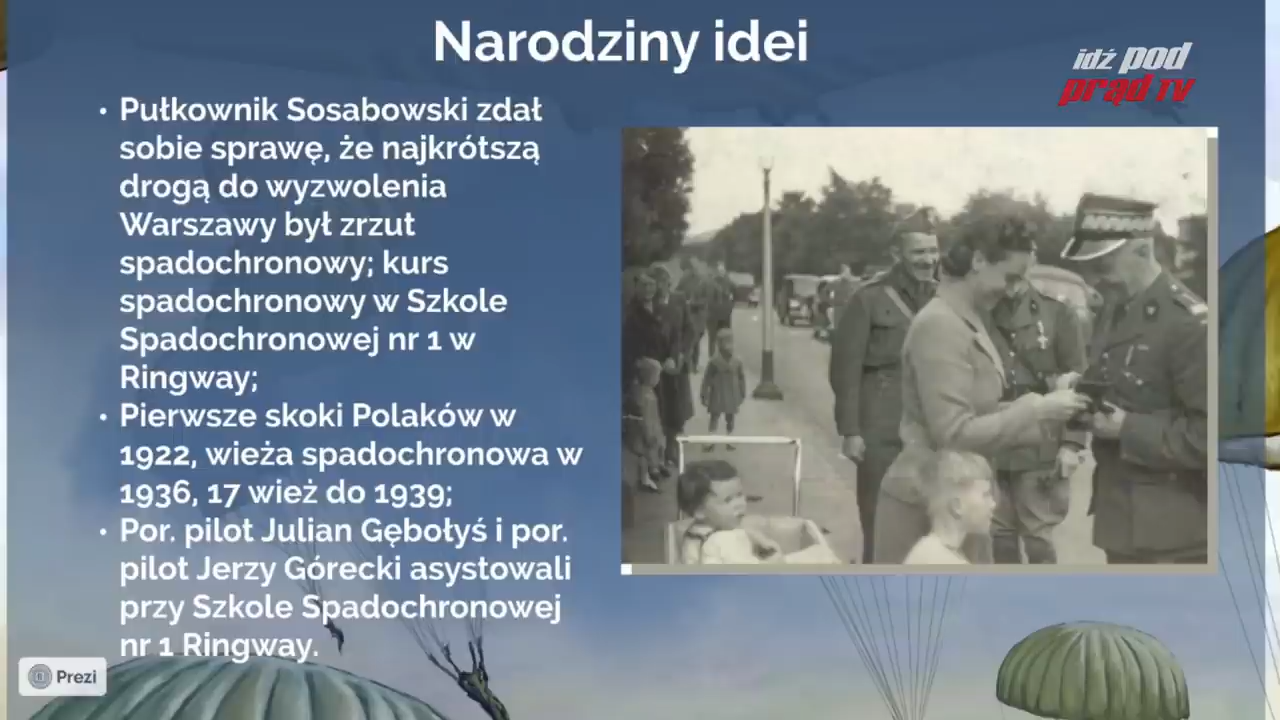 Narodziny idei
idź pod
prąd TV
• Pułkownik Sosabowski zdał
sobie sprawę, że najkrótszą
drogą do wyzwolenia
Warszawy był zrzut
spadochronowy; kurs
spadochronowy w Szkole
Spadochronowej nr 1 w
Ringway;
• Pierwsze skoki Polaków w
1922, wieża spadochronowa w
1936, 17 wież do 1939;
• Por. pilot Julian Gębołyś i por.
pilot Jerzy Górecki asystowali
przy Szkole Spadochronowej
nr 1 Ringway.
Prezi